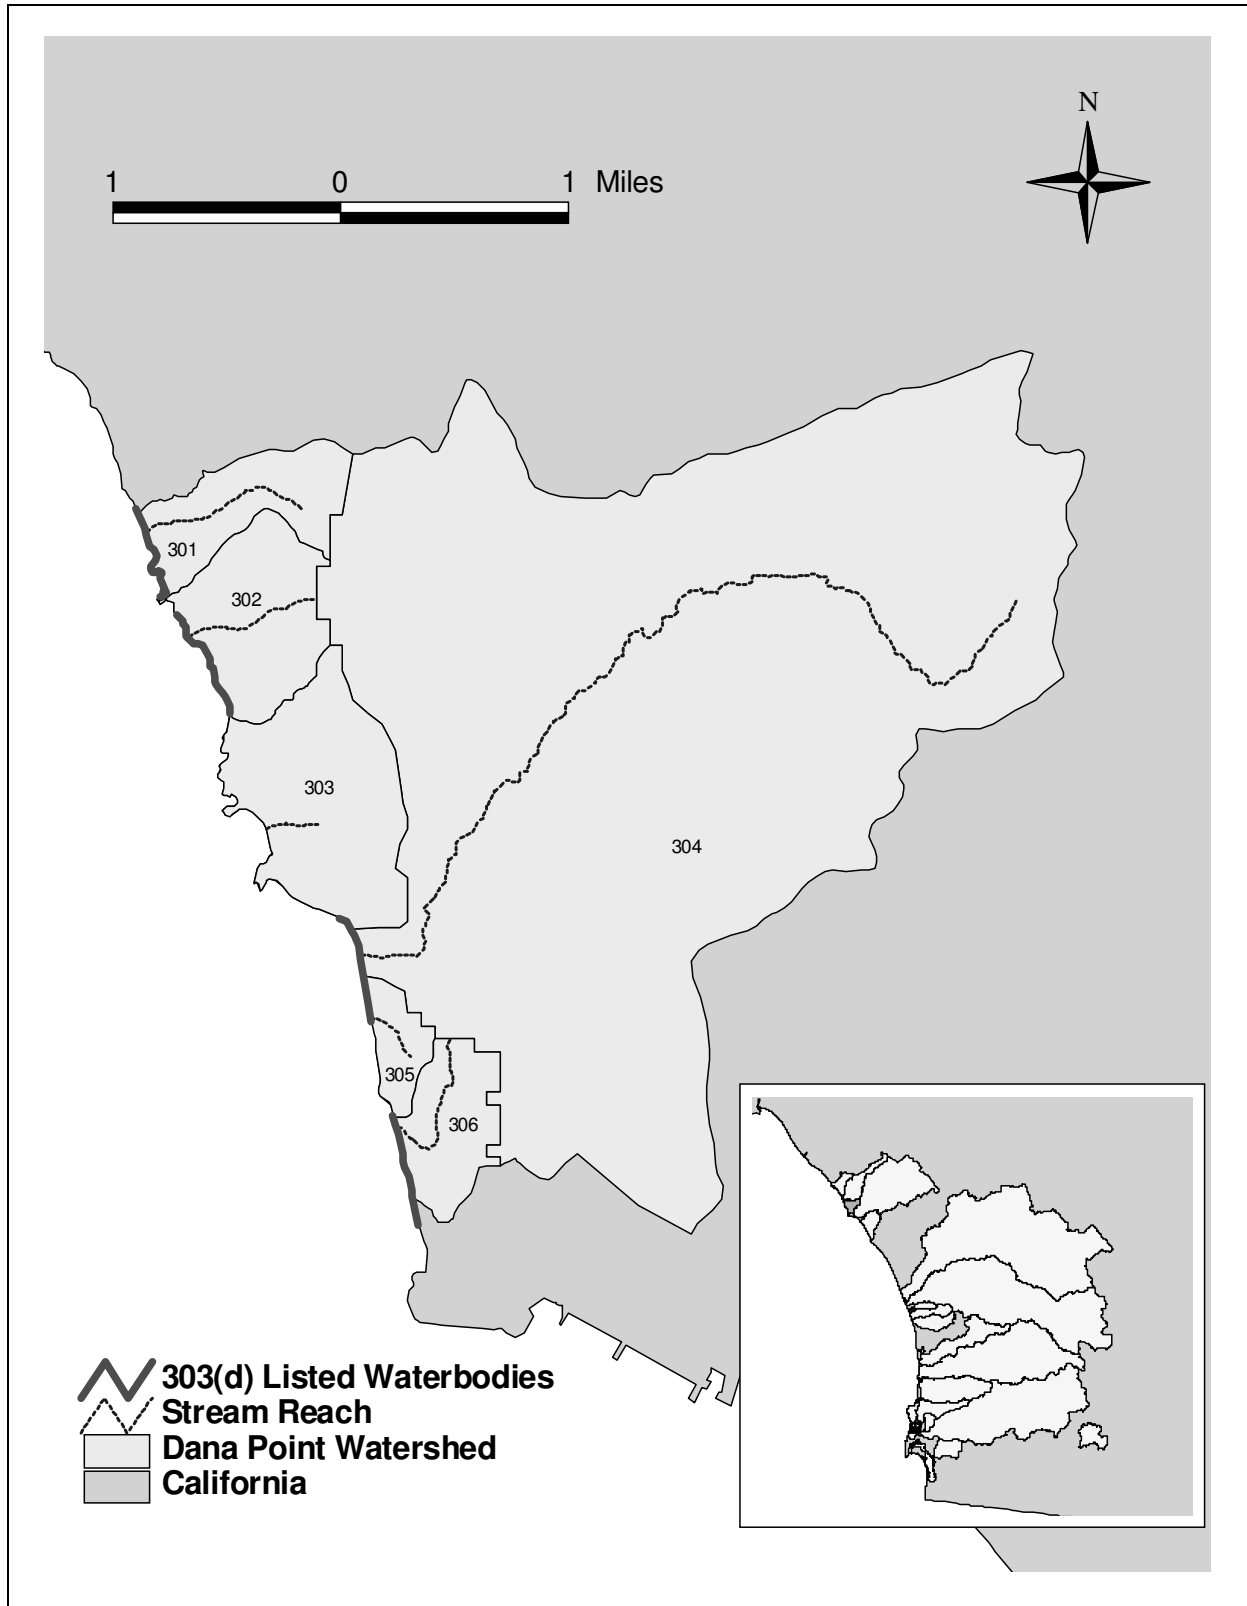 N
1 0 1 Miles
301
302
303
304
305
306
303(d) Listed Waterbodies
Stream Reach
Dana Point Watershed
California